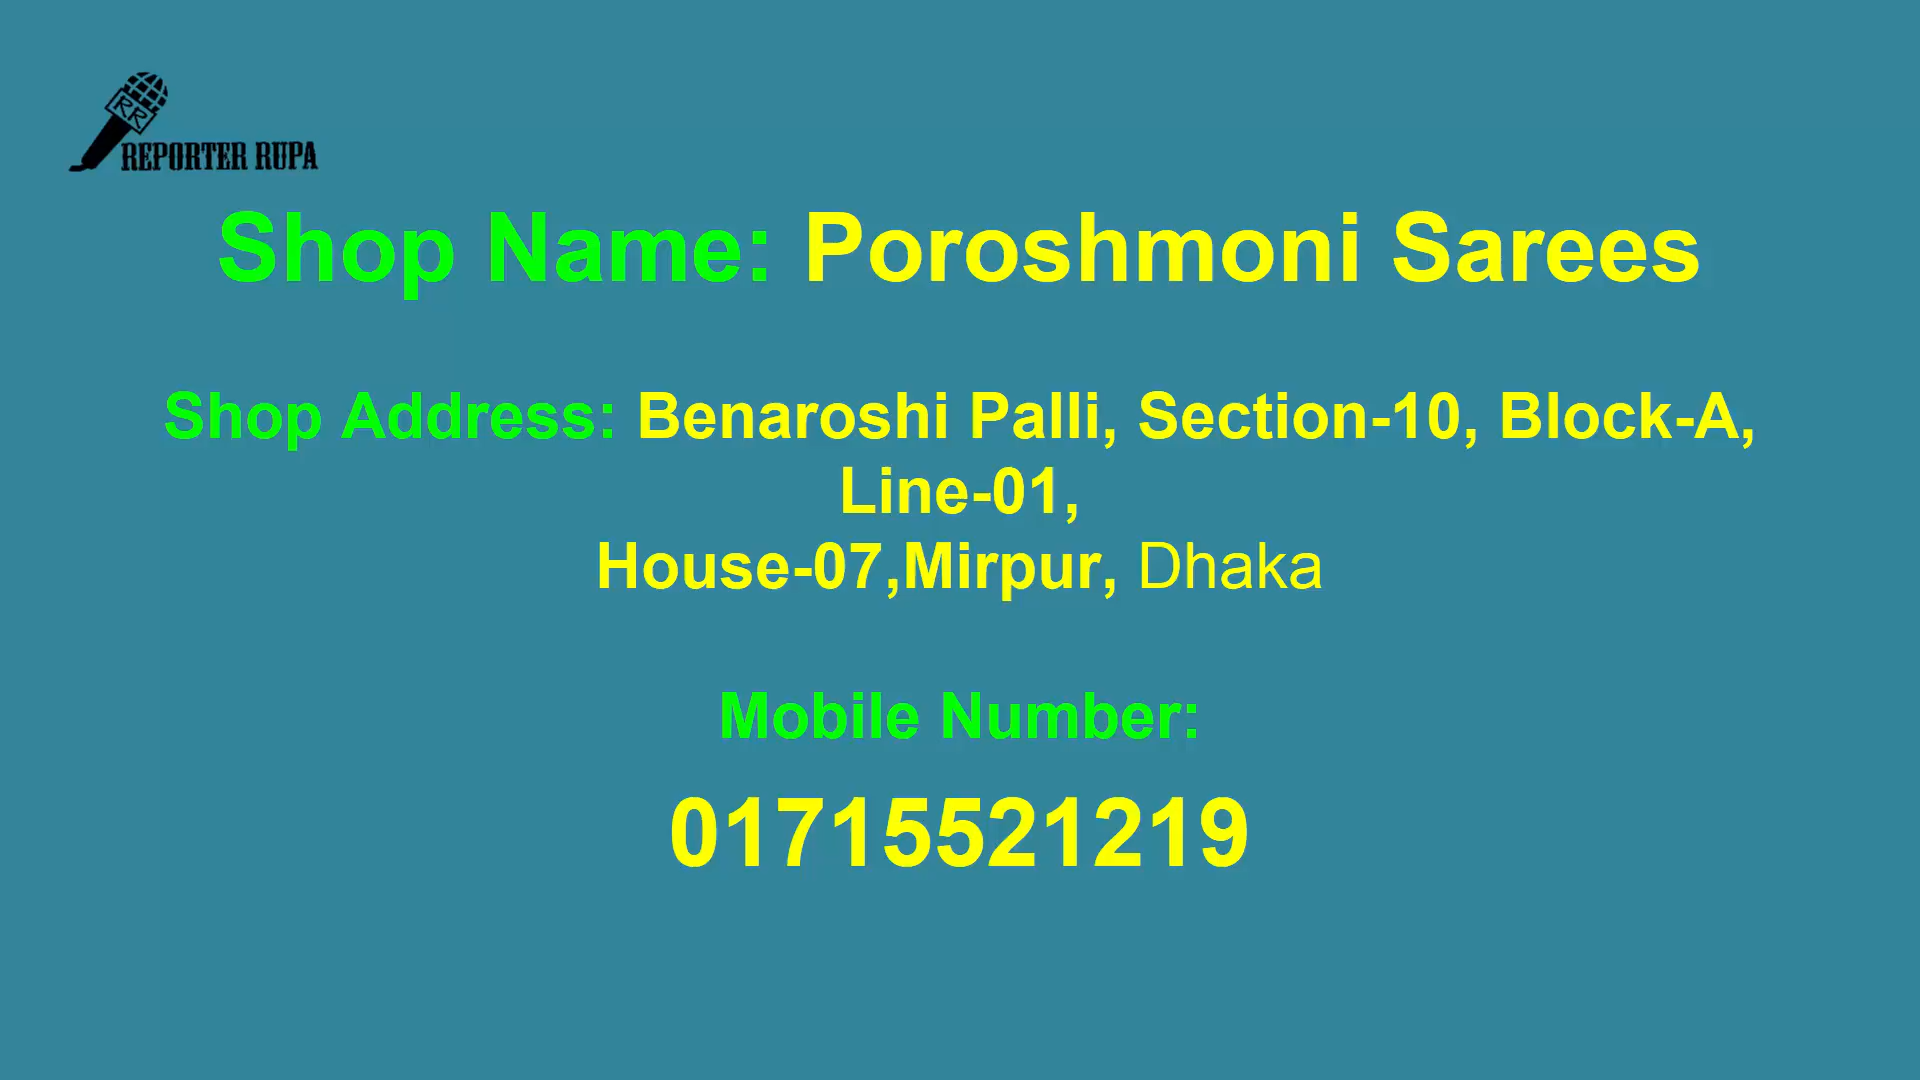 RR
REPORTER RUPA
Shop Name: Poroshmoni Sarees
Shop Address: Benaroshi Palli, Section-10, Block-A,
Line-01,
House-07,Mirpur, Dhaka
Mobile Number:
01715521219